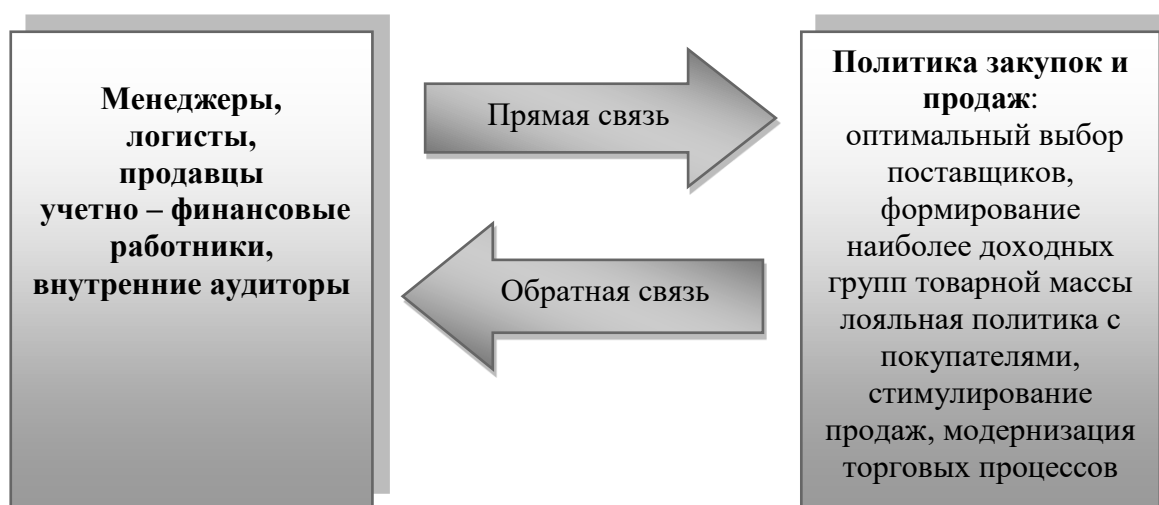 Менеджеры,
логисты,
продавцы
учетно – финансовые
работники,
внутренние аудиторы
Прямая связь
Обратная связь
Политика закупок и
продаж:
оптимальный выбор
поставщиков,
формирование
наиболее доходных
групп товарной массы
лояльная политика с
покупателями,
стимулирование
продаж, модернизация
торговых процессов